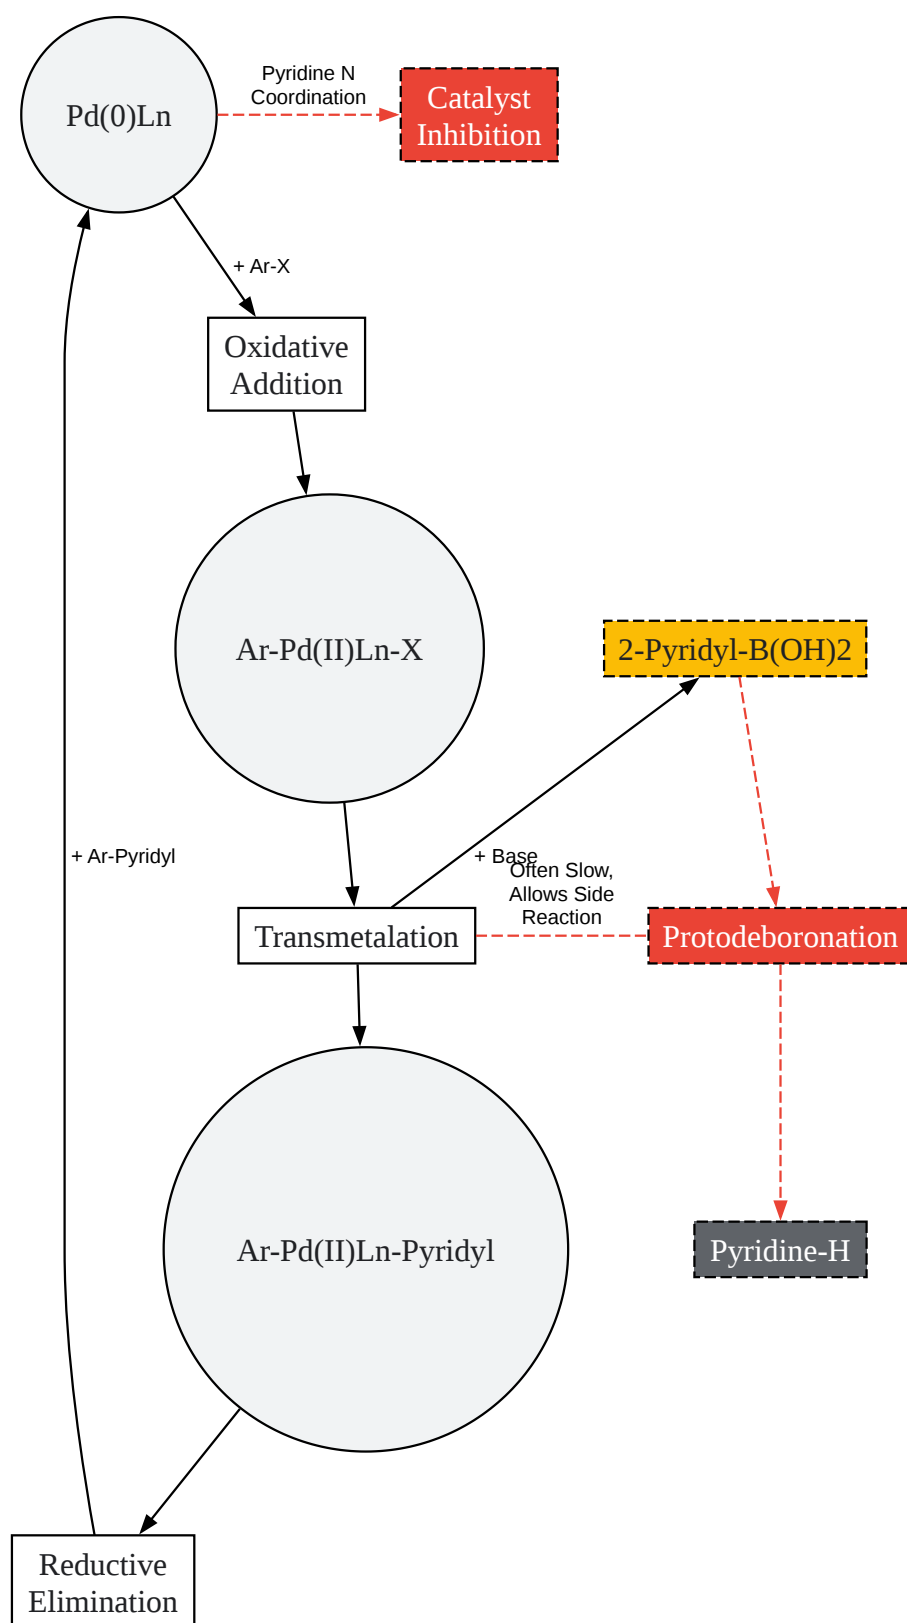 Pd(0)Ln
Pyridine N
Coordination
Catalyst
Inhibition
+ Ar-X
Oxidative
Addition
Ar-Pd(II)Ln-X
2-Pyridyl-B(OH)2
+ Ar-Pyridyl
+ Base
Often Slow,
Allows Side
Reaction
Transmetalation
Protodeboronation
Ar-Pd(II)Ln-Pyridyl
Pyridine-H
Reductive
Elimination